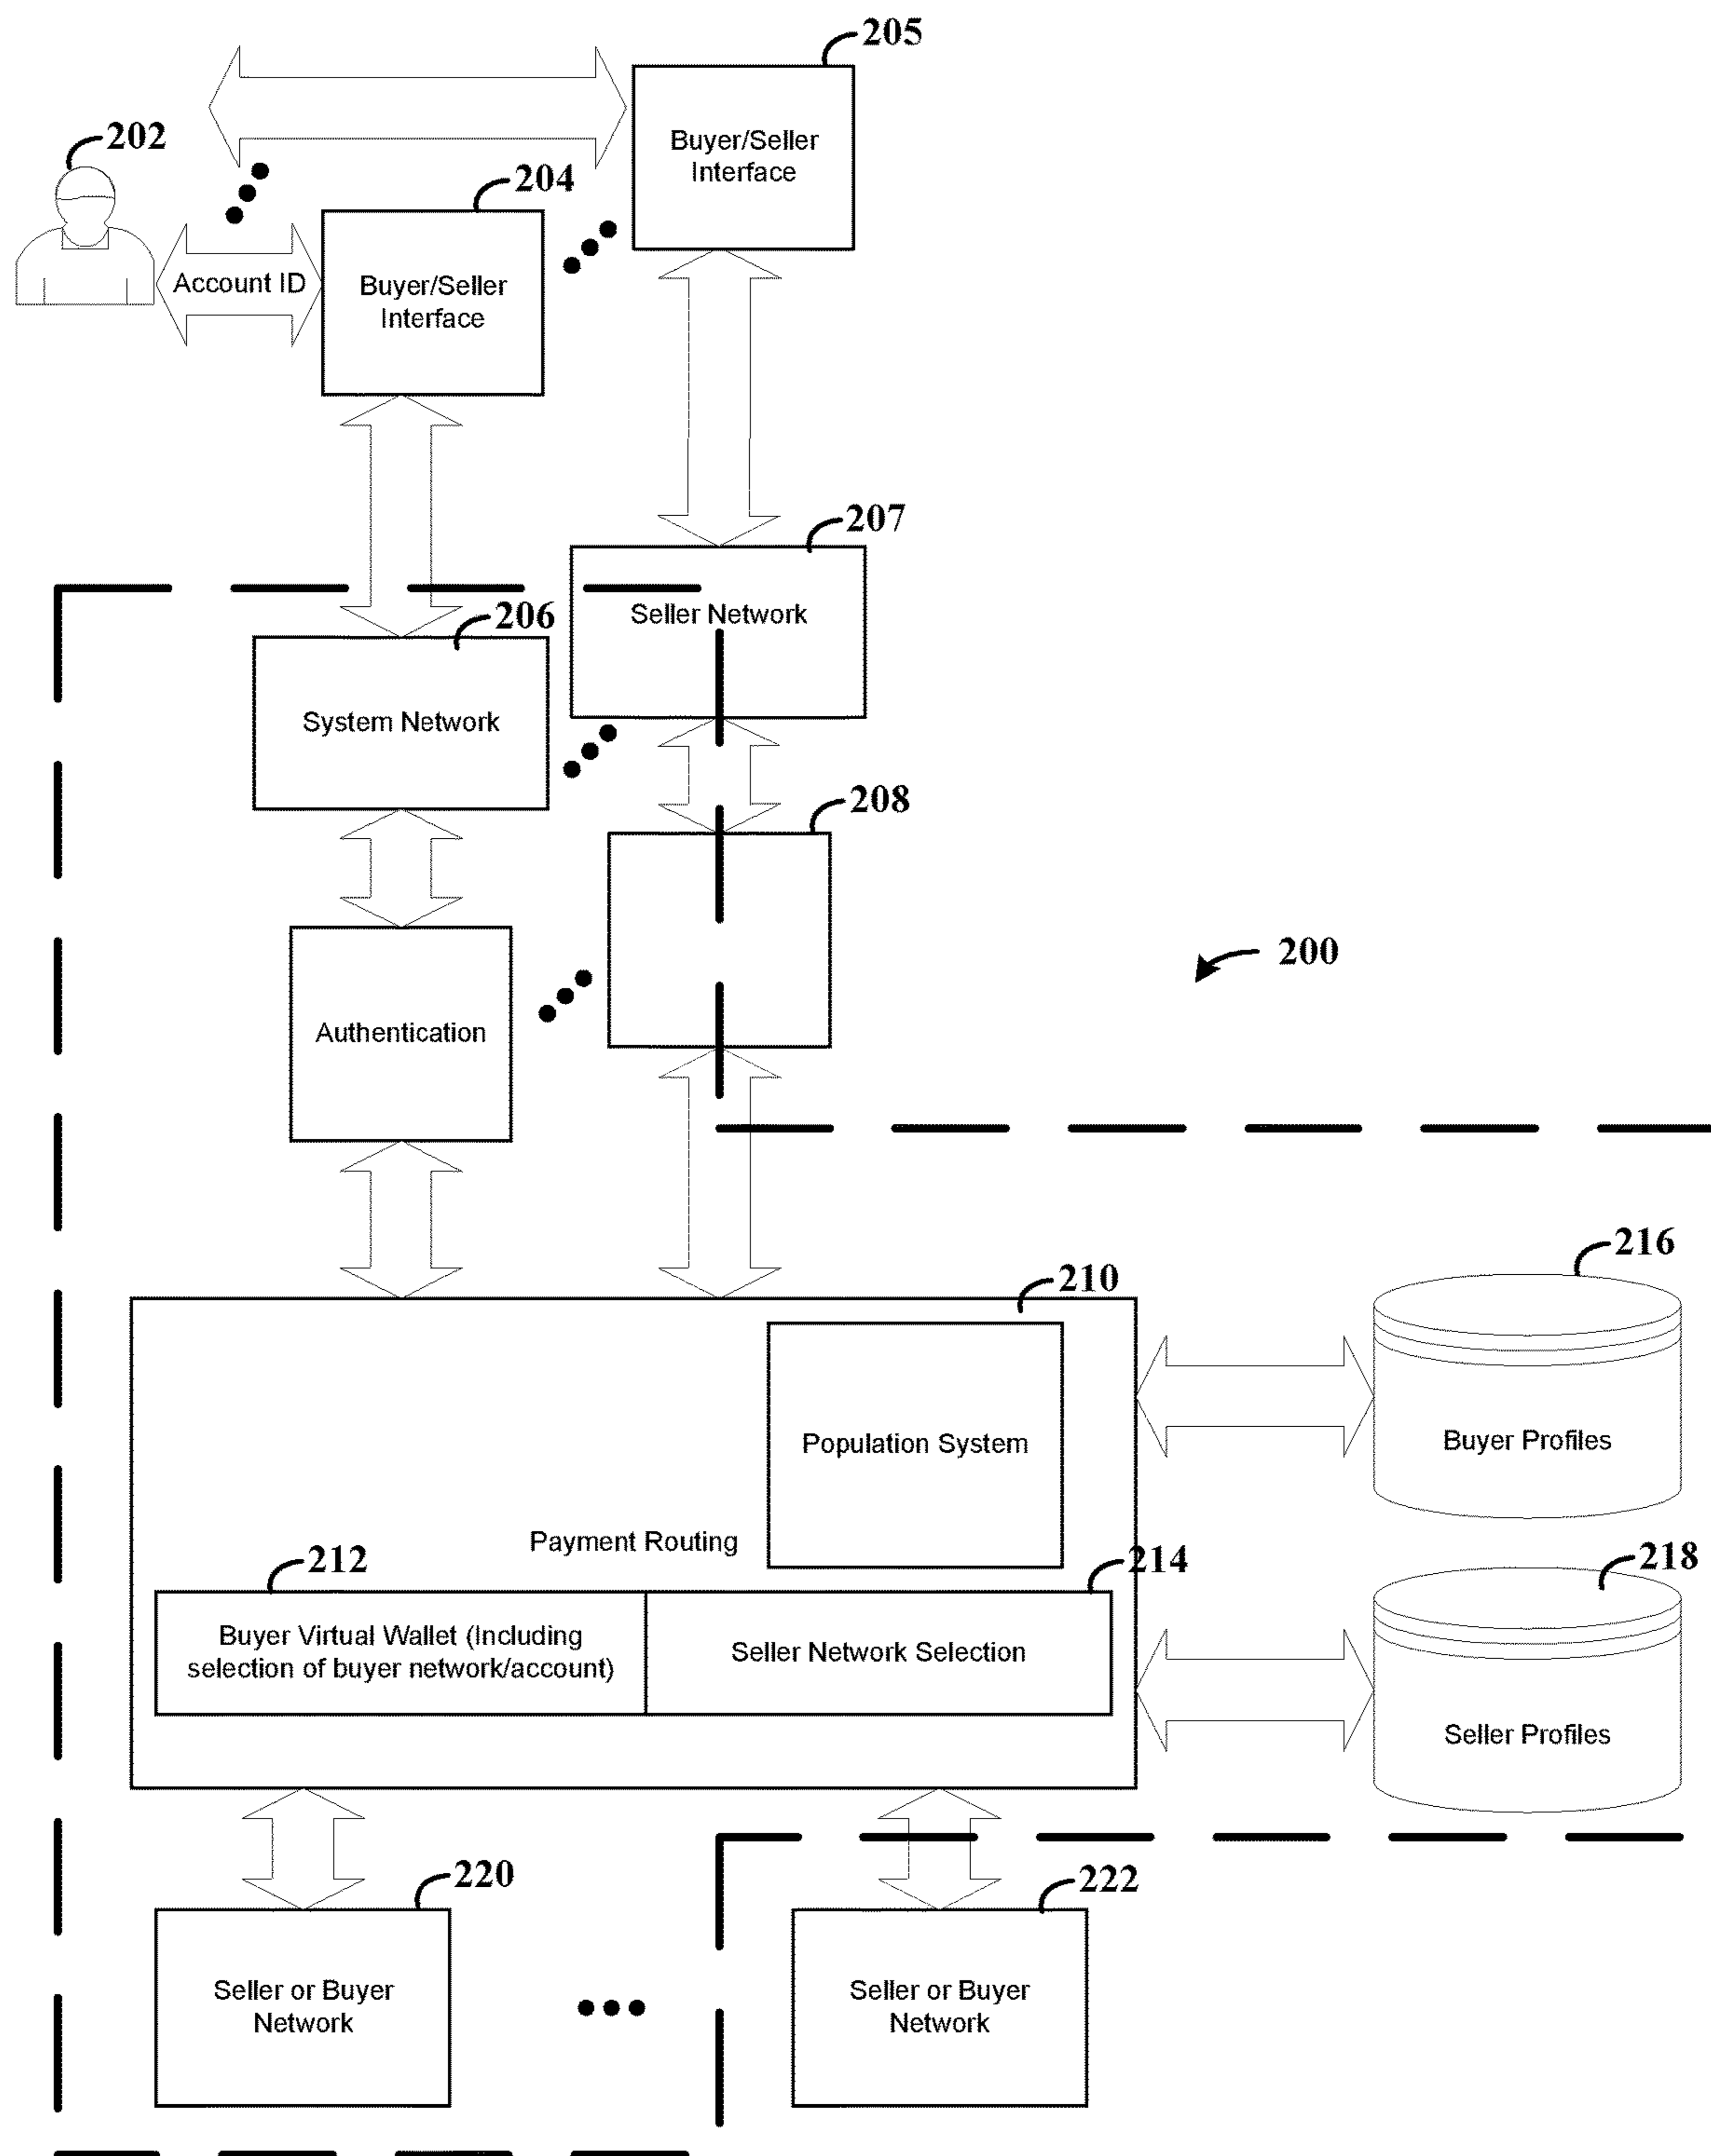 205
Buyer/Seller
Interface
202
204
Account ID
Buyer/Seller
Interface
207
Seller Network
206
System Network
208
200
Authentication
216
210
Population System
Buyer Profiles
Payment Routing
212
214
218
Buyer Virtual Wallet (Including
selection of buyer network/account)
Seller Network Selection
Seller Profiles
220
222
Seller or Buyer
Network
Seller or Buyer
Network